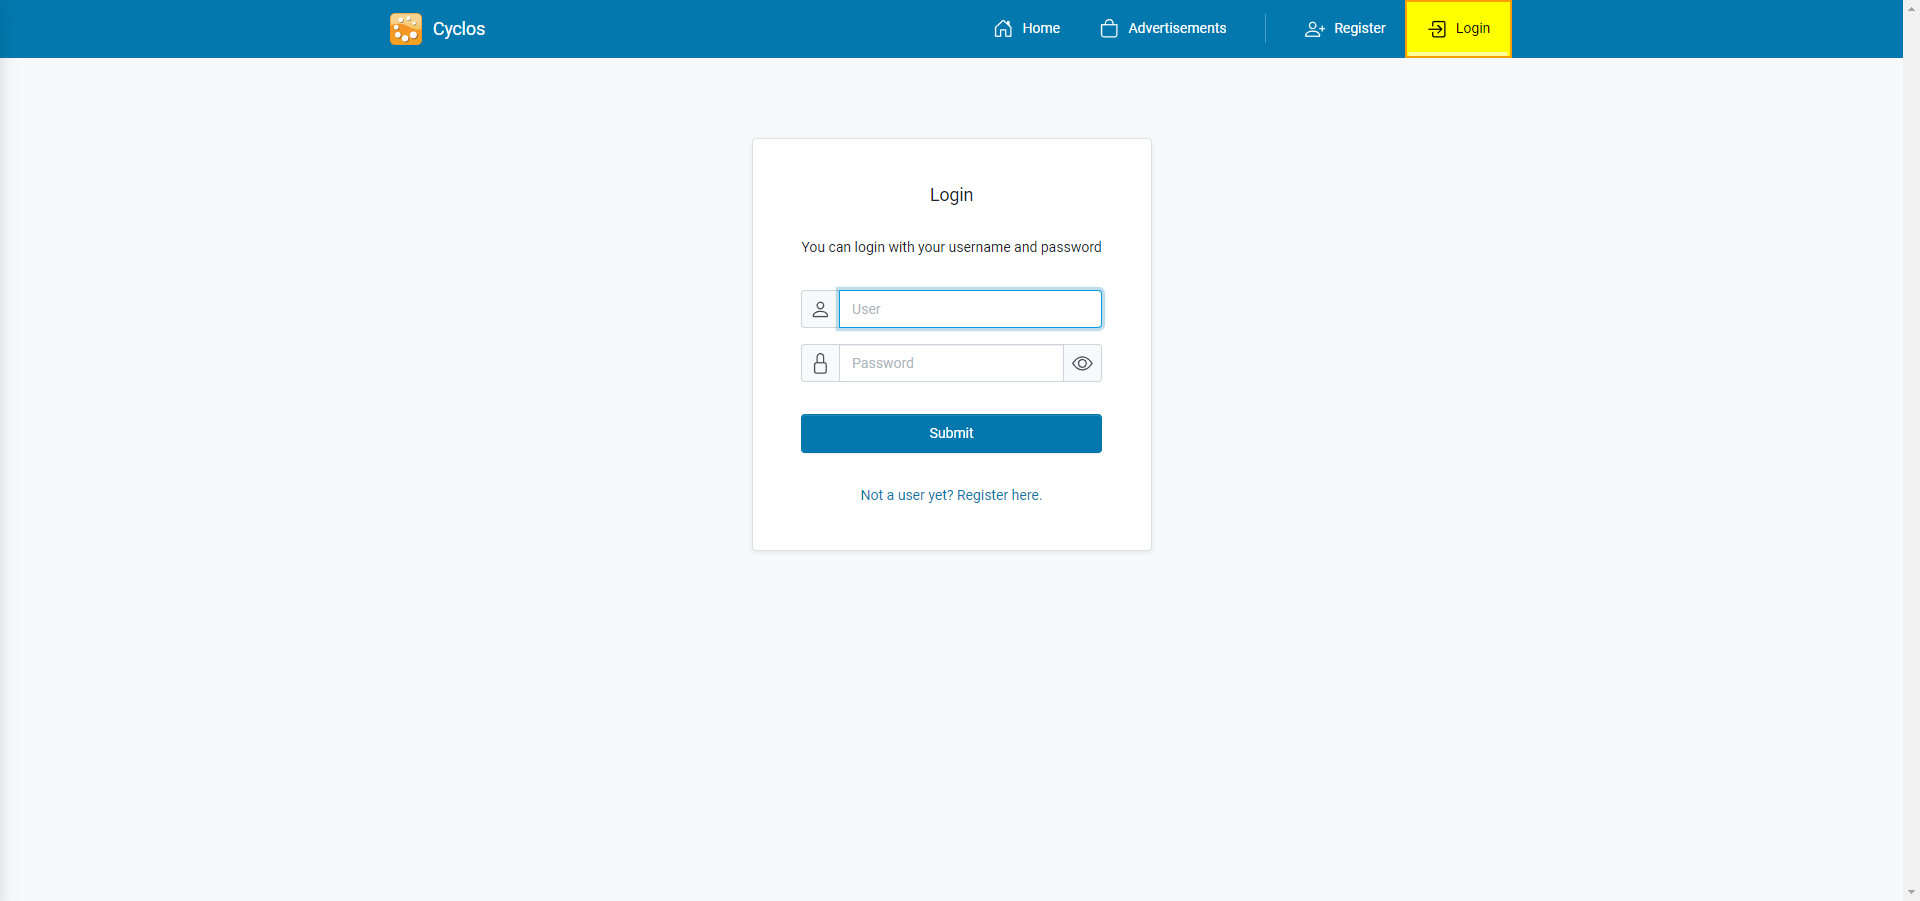 Cyclos
Home
Advertisements
Register
Login
Login
You can login with your username and password
User
Password
Submit
Not a user yet? Register here.